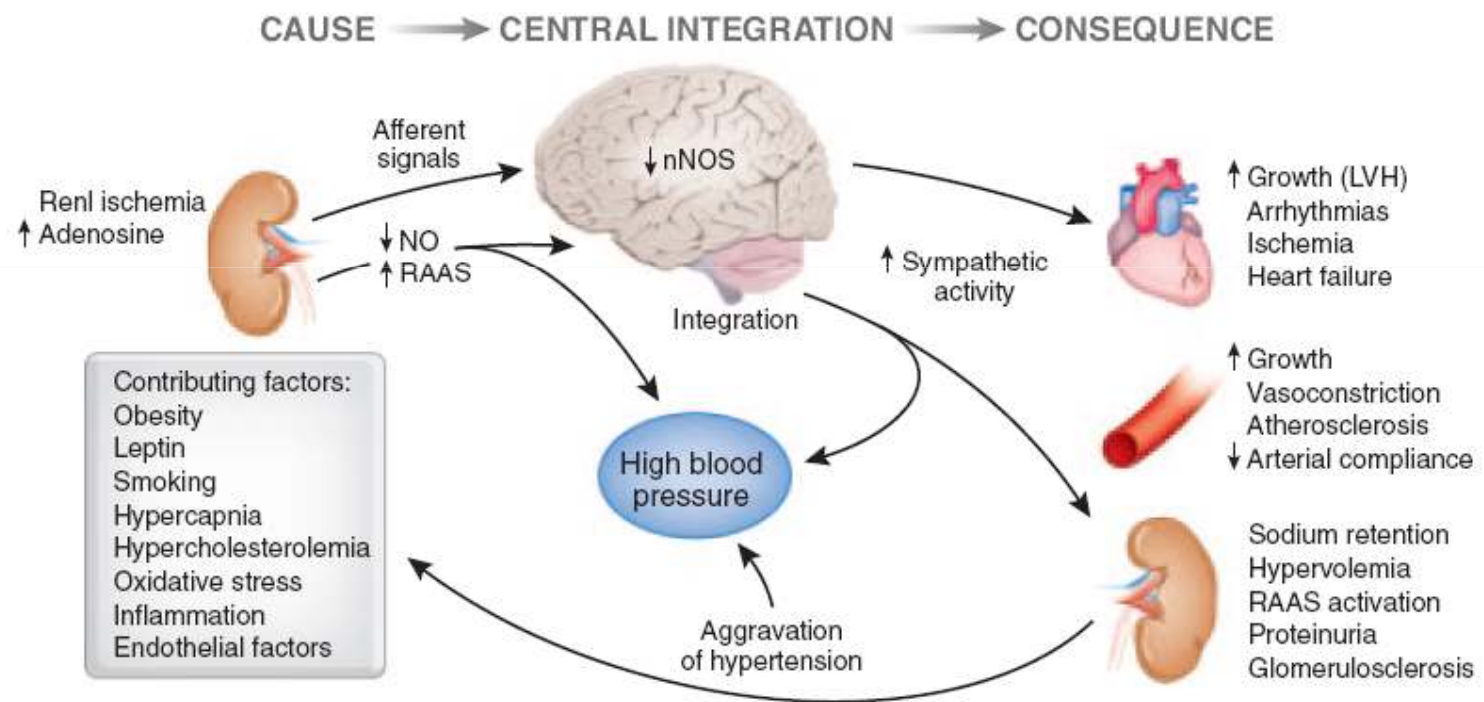 CAUSE → CENTRAL INTEGRATION → CONSEQUENCE
Afferent
signals
Renl ischemia
↑ Adenosine
↓ NO
↑ RAAS
↓ nNOS
Integration
↑ Sympathetic
activity
↑ Growth (LVH)
Arrhythmias
Ischemia
Heart failure
↑ Growth
Vasoconstriction
Atherosclerosis
↓ Arterial compliance
Sodium retention
Hypervolemia
RAAS activation
Proteinuria
Glomerulosclerosis
High blood
pressure
Aggravation
of hypertension
Contributing factors:
Obesity
Leptin
Smoking
Hypercapnia
Hypercholesterolemia
Oxidative stress
Inflammation
Endothelial factors